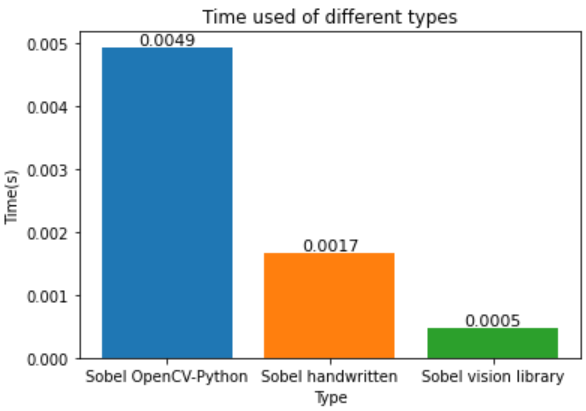 Time used of different types
Time(s)
0.005
0.004
0.003
0.002
0.001
0.000
0.0049
0.0017
0.0005
Sobel OpenCV-Python
Sobel handwritten
Sobel vision library
Type